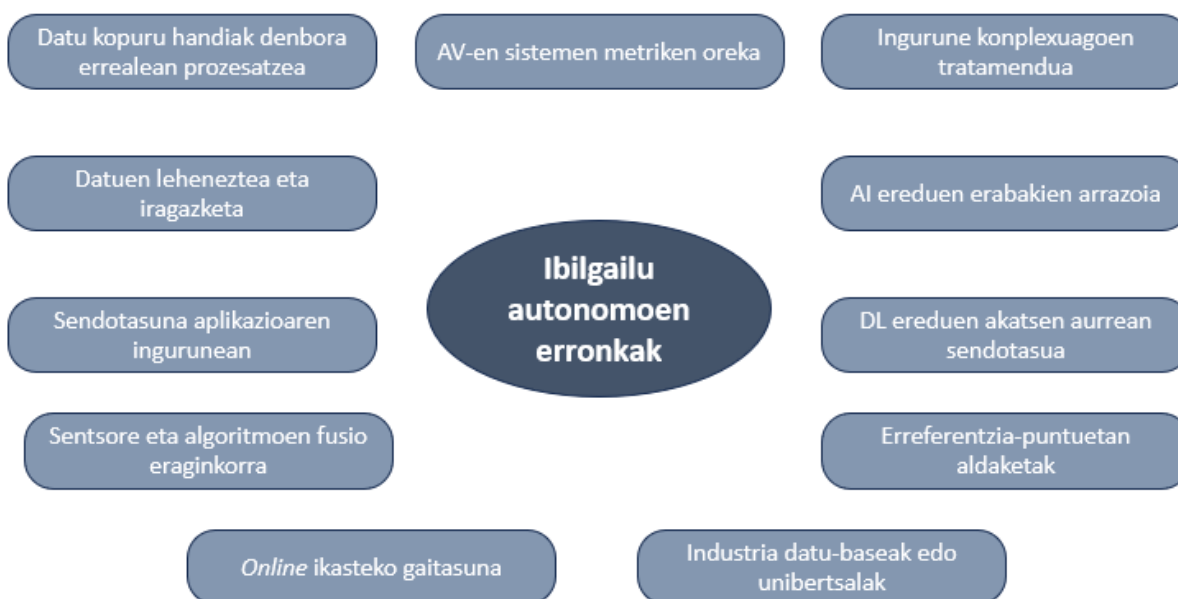 Datu kopuru handiak denbora
errealean prozesatzea
AV-en sistemen metriken oreka
Ingurune konplexuagoen
tratamendua
Datuen leheneztea eta
iragazketa
AI ereduen erabakien arrazoia
Ibilgailu
autonomoen
erronkak
Sendotasuna aplikazioaren
ingurunean
DL ereduen akatsen aurrean
sendotasua
Sentsore eta algoritmoen fusio
eraginkorra
Erreferentzia-puntuetan
aldaketak
Online ikasteko gaitasuna
Industria datu-baseak edo
unibertsalak